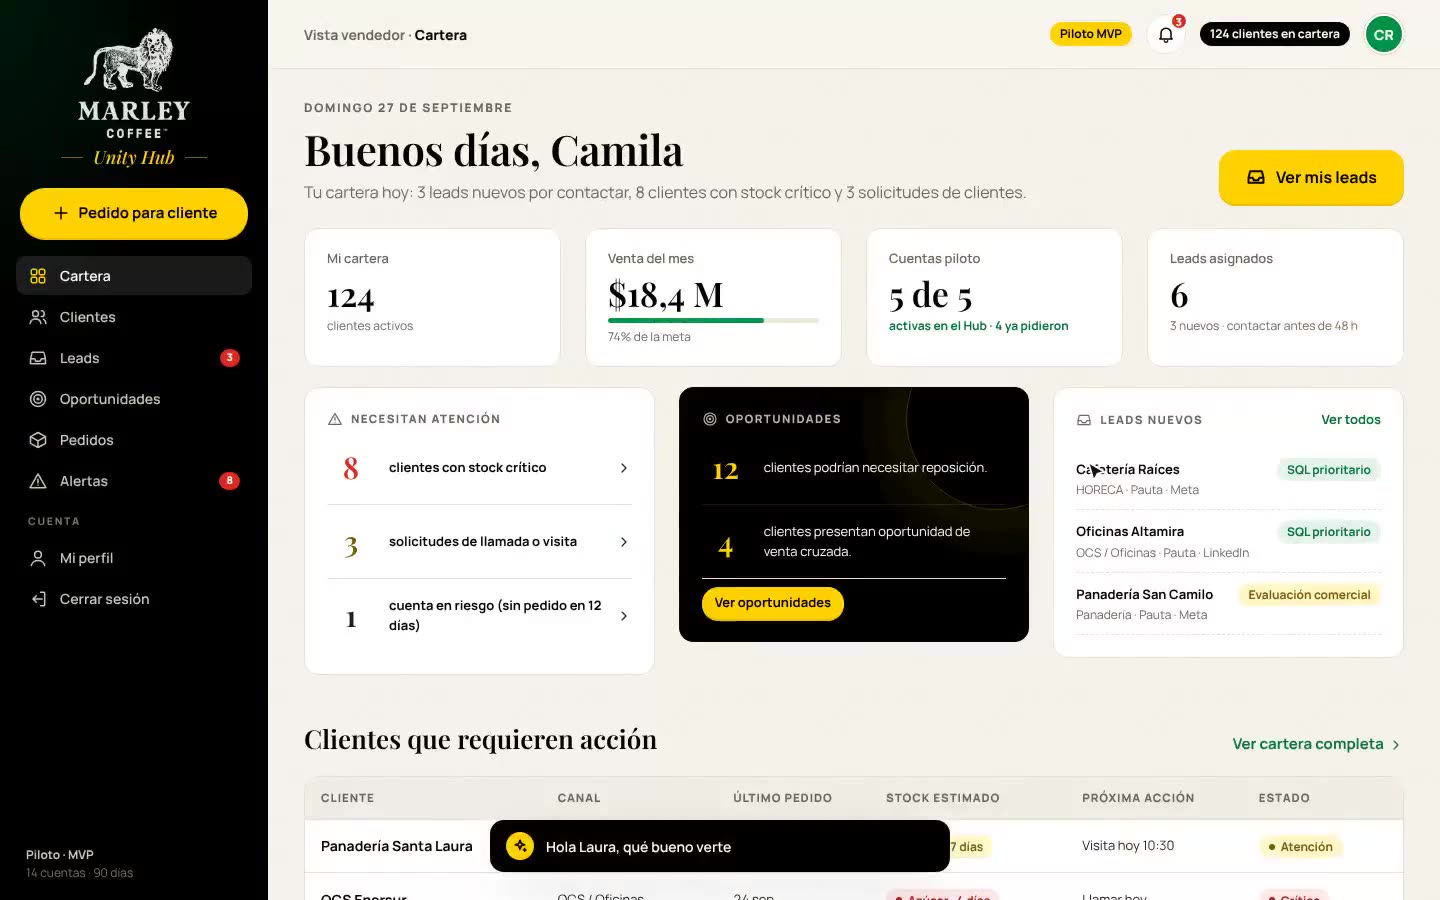 MARLEY
COFFEE
Unity Hub
Pedido para cliente
Cartera
Clientes
Leads 3
Oportunidades
Pedidos
Alertas 8
CUENTA
Mi perfil
Cerrar sesión
Piloto · MVP
14 cuentas · 90 días
Vista vendedor · Cartera
Piloto MVP
3
124 clientes en cartera
CR
DOMINGO 27 DE SEPTIEMBRE
Buenos días, Camila
Tu cartera hoy: 3 leads nuevos por contactar, 8 clientes con stock crítico y 3 solicitudes de clientes.
Ver mis leads
Mi cartera
124
clientes activos
Venta del mes
$18,4 M
74% de la meta
Cuentas piloto
5 de 5
activas en el Hub · 4 ya pidieron
Leads asignados
6
3 nuevos · contactar antes de 48 h
NECESITAN ATENCIÓN
8 clientes con stock crítico
3 solicitudes de llamada o visita
1 cuenta en riesgo (sin pedido en 12
días)
OPORTUNIDADES
12 clientes podrían necesitar reposición.
4 clientes presentan oportunidad de
venta cruzada.
Ver oportunidades
LEADS NUEVOS
Ver todos
Raíces
SQL prioritario
HORECA · Pauta · Meta
Oficinas Altamira
SQL prioritario
OCS / Oficinas · Pauta · LinkedIn
Panadería San Camilo
Evaluación comercial
Panadería · Pauta · Meta
Clientes que requieren acción
Ver cartera completa
CLIENTE CANAL ÚLTIMO PEDIDO STOCK ESTIMADO PRÓXIMA ACCIÓN ESTADO
Panadería Santa Laura
7 días
Visita hoy 10:30
Atención
Hola Laura, qué bueno verte